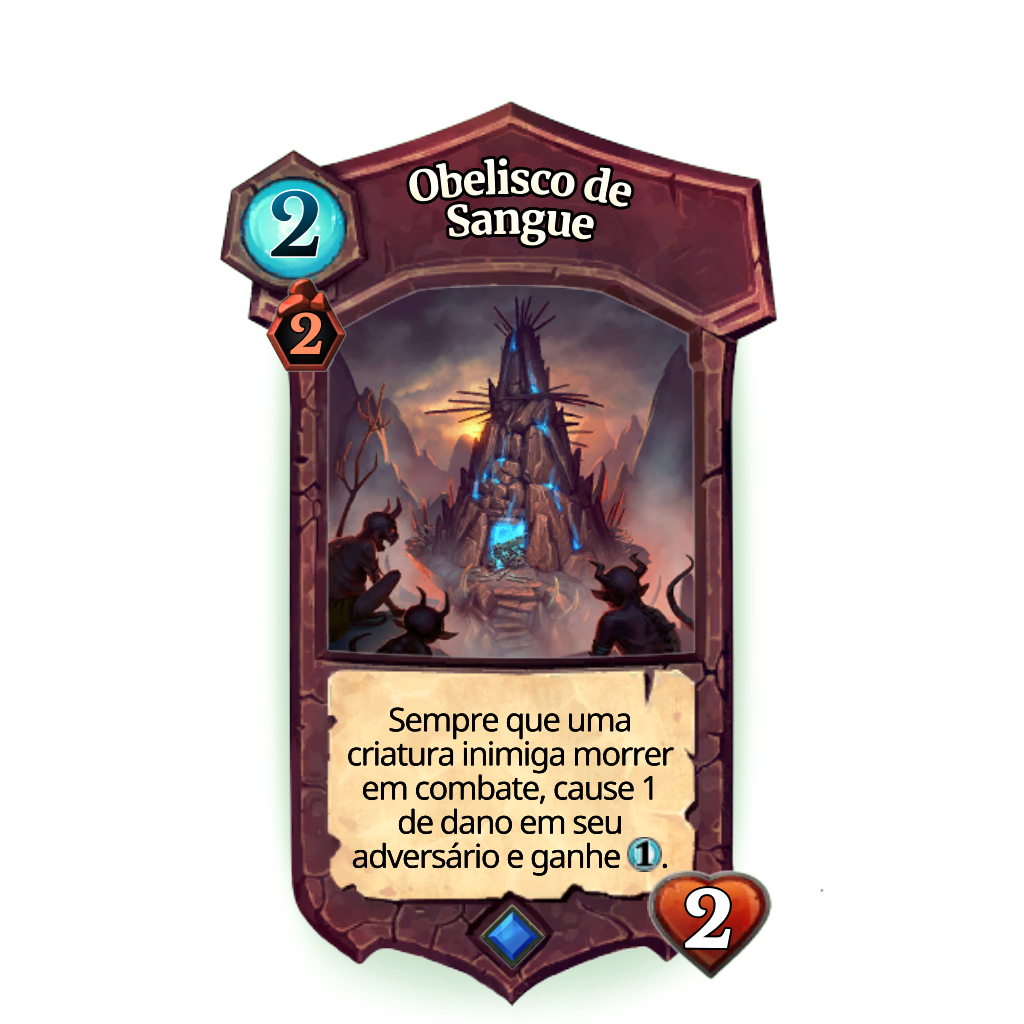 Obelisco de
Sangue
2
2
Sempre que uma
criatura inimiga morrer
em combate, cause 1
de dano em seu
adversário e ganhe 1.
2